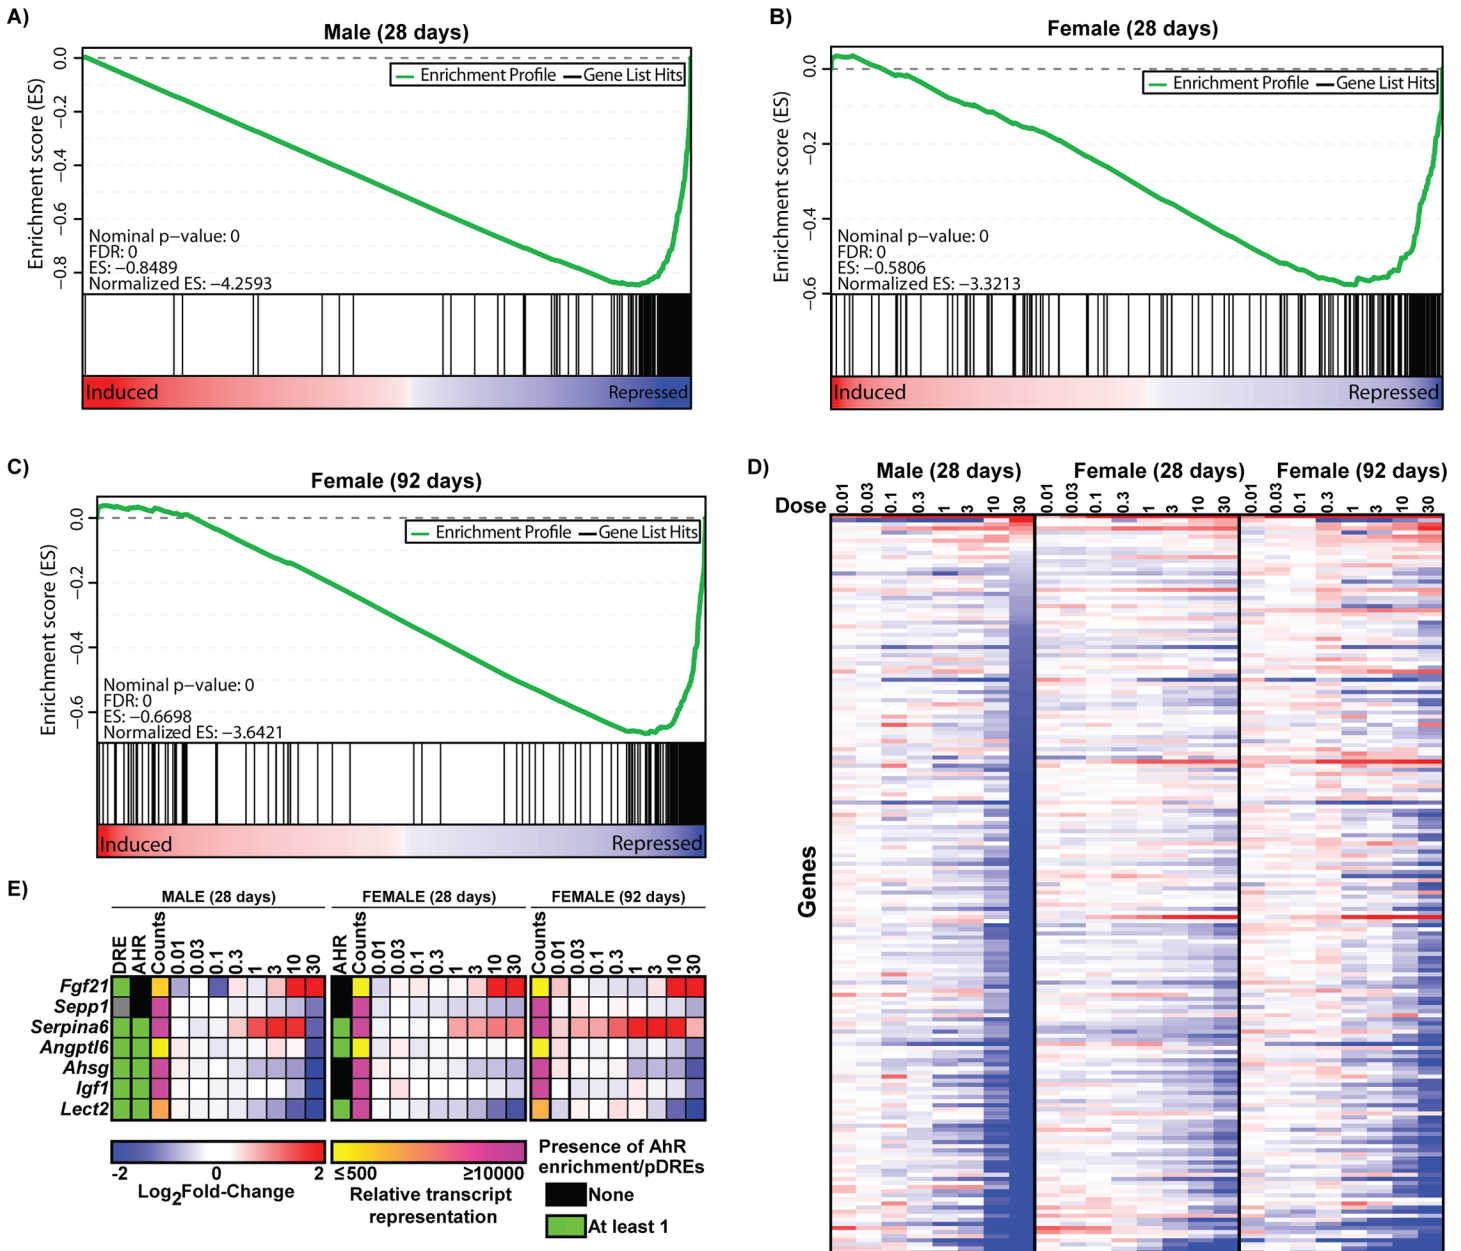 A)
Male (28 days)
Enrichment score (ES)
0.0
−0.2
−0.4
−0.6
−0.8
Enrichment Profile
Gene List Hits
Nominal p−value: 0
FDR: 0
ES: −0.8489
Normalized ES: −4.2593
Induced
Repressed
B)
Female (28 days)
Enrichment score (ES)
0.0
−0.2
−0.4
−0.6
Enrichment Profile
Gene List Hits
Nominal p−value: 0
FDR: 0
ES: −0.5806
Normalized ES: −3.3213
Induced
Repressed
C)
Female (92 days)
Enrichment score (ES)
0.0
−0.2
−0.4
−0.6
Enrichment Profile
Gene List Hits
Nominal p−value: 0
FDR: 0
ES: −0.6698
Normalized ES: −3.6421
Induced
Repressed
D)
Male (28 days) Female (28 days) Female (92 days)
Dose 0.01 0.03 0.1 0.3 1 3 10 30 0.01 0.03 0.1 0.3 1 3 10 30 0.01 0.03 0.1 0.3 1 3 10 30
Genes
E)
MALE (28 days) FEMALE (28 days) FEMALE (92 days)
DRE AHR Counts 0.01 0.03 0.1 0.3 1 3 10 30 AHR Counts 0.01 0.03 0.1 0.3 1 3 10 30 Counts 0.01 0.03 0.1 0.3 1 3 10 30
Fgf21
Sepp1
Serpina6
Angptl6
Ahsg
Igf1
Lect2
-2 0 2
Log2Fold-Change
≤500 ≥10000
Relative transcript
representation
Presence of AhR
enrichment/pDREs
None
At least 1